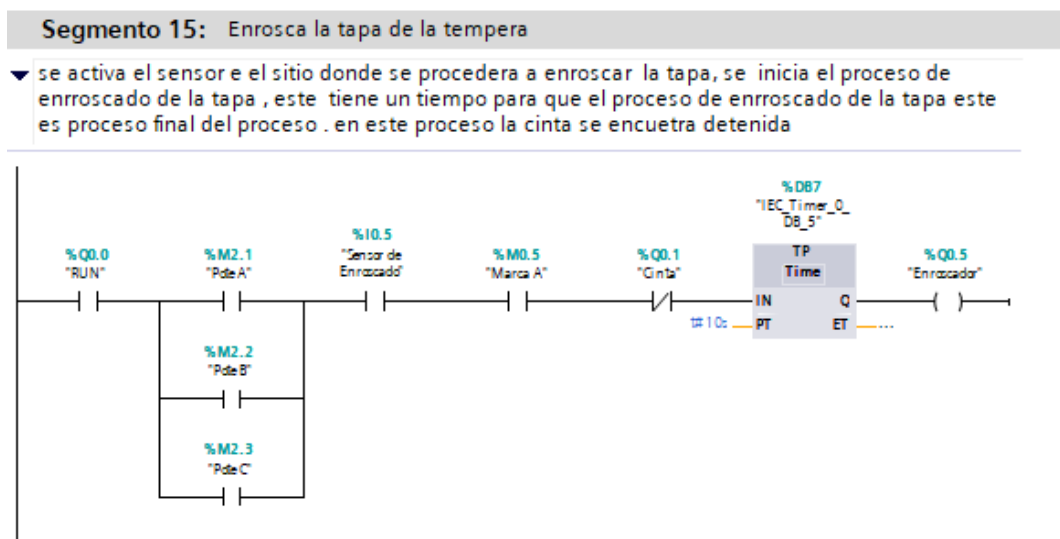 Segmento 15: Enrosca la tapa de la tempera
se activa el sensor e el sitio donde se procedera a enroscar la tapa, se inicia el proceso de
enrroscado de la tapa , este tiene un tiempo para que el proceso de enrroscado de la tapa este
es proceso final del proceso . en este proceso la cinta se encuetra detenida
%DB7
"IEC_Timer_0_
DB_5"
%Q0.0
"RUN"
%M2.1
"Pote A"
%I0.5
"Sensor de
Enroscado"
%M0.5
"Marca A"
%Q0.1
"Cinta"
TP
Time
%Q0.5
"Enroscador"
IN
Q
t#10s
PT
ET
...
%M2.2
"Pote B"
%M2.3
"Pote C"